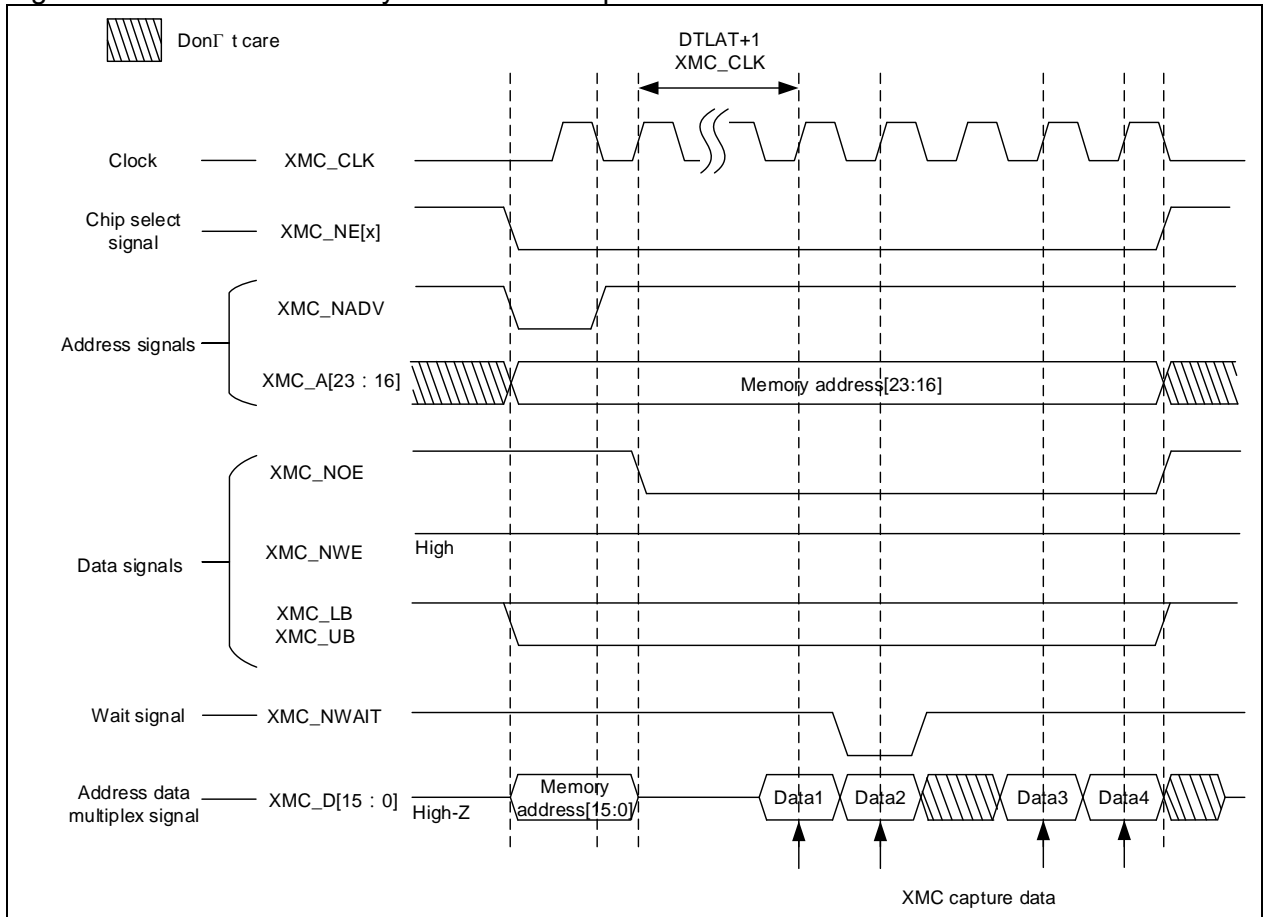 DonΓ t care
DTLAT+1
XMC_CLK
Clock
XMC_CLK
Chip select
signal
XMC_NE[x]
XMC_NADV
Address signals
XMC_A[23 : 16]
Memory address[23:16]
XMC_NOE
XMC_NWE
High
Data signals
XMC_LB
XMC_UB
Wait signal
XMC_NWAIT
Address data
multiplex signal
XMC_D[15 : 0]
High-Z
Memory
address[15:0]
Data1
Data2
Data3
Data4
XMC capture data